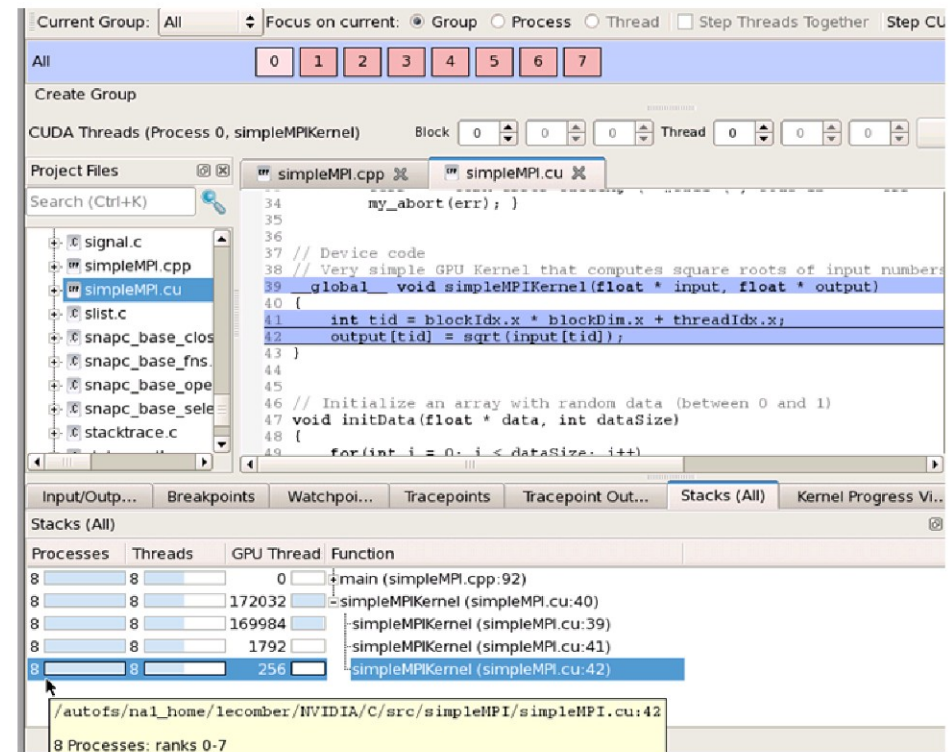 Current Group: All Focus on current: Group Process Thread Step Threads Together Step CU
All 0 1 2 3 4 5 6 7
Create Group
CUDA Threads (Process 0, simpleMPIKernel) Block 0 0 0 Thread 0 0 0
Project Files simpleMPI.cpp simpleMPI.cu
Search (Ctrl+K)
signal.c
simpleMPI.cpp
simpleMPI.cu
slist.c
snapc_base_clos
snapc_base_fns.
snapc_base_ope
snapc_base_sele
stacktrace.c
34 my_abort(err); }
35
36
37 // Device code
38 // Very simple GPU Kernel that computes square roots of input numbers
39 __global__ void simpleMPIKernel(float * input, float * output)
40 {
41 int tid = blockIdx.x * blockDim.x + threadIdx.x;
42 output[tid] = sqrt(input[tid]);
43 }
44
45
46 // Initialize an array with random data (between 0 and 1)
47 void initData(float * data, int dataSize)
48 {
49 for(int i = 0; i < dataSize; i++)
Input/Outp... Breakpoints Watchpoi... Tracepoints Tracepoint Out... Stacks (All) Kernel Progress Vi..
Stacks (All)
Processes Threads GPU Thread Function
8 8 0 main (simpleMPI.cpp:92)
8 8 172032 simpleMPIKernel (simpleMPI.cu:40)
8 8 169984 simpleMPIKernel (simpleMPI.cu:39)
8 8 1792 simpleMPIKernel (simpleMPI.cu:41)
8 8 256 simpleMPIKernel (simpleMPI.cu:42)
/autofs/na1_home/lecomber/NVIDIA/C/src/simpleMPI/simpleMPI.cu:42
8 Processes: ranks 0-7